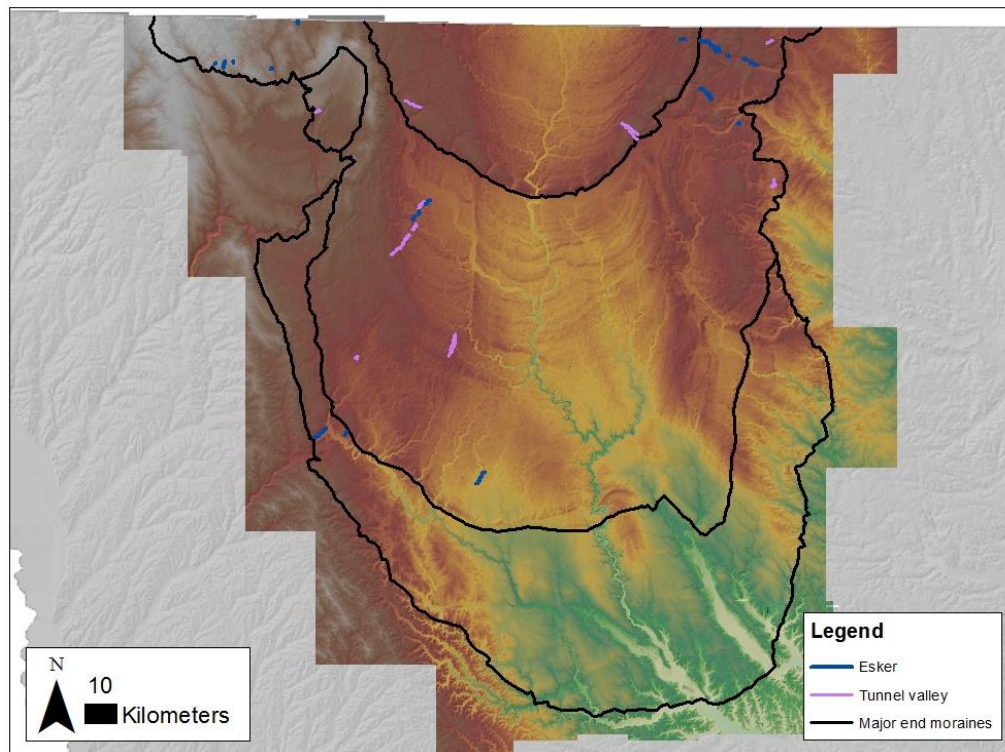 N
10
Kilometers
Legend
Esker
Tunnel valley
Major end moraines